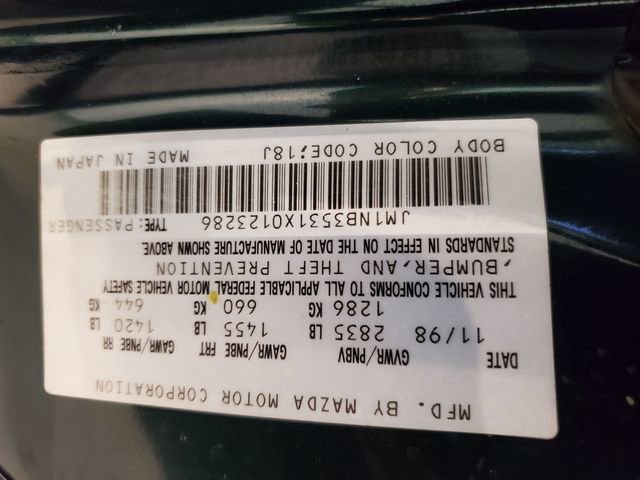 MFD. BY MAZDA MOTOR CORPORATION
DATE GVWR/PNBV GAWR/PNBE FRT GAWR/PNBE RR
11/98 2835 LB 1455 LB 1420 LB
1286 KG 660 KG 644 KG
THIS VEHICLE CONFORMS TO ALL APPLICABLE FEDERAL MOTOR VEHICLE SAFETY
,BUMPER,AND THEFT PREVENTION
STANDARDS IN EFFECT ON THE DATE OF MANUFACTURE SHOWN ABOVE
JM1NB3531X0123286 TYPE:PASSENGER
BODY COLOR CODE;18J MADE IN JAPAN